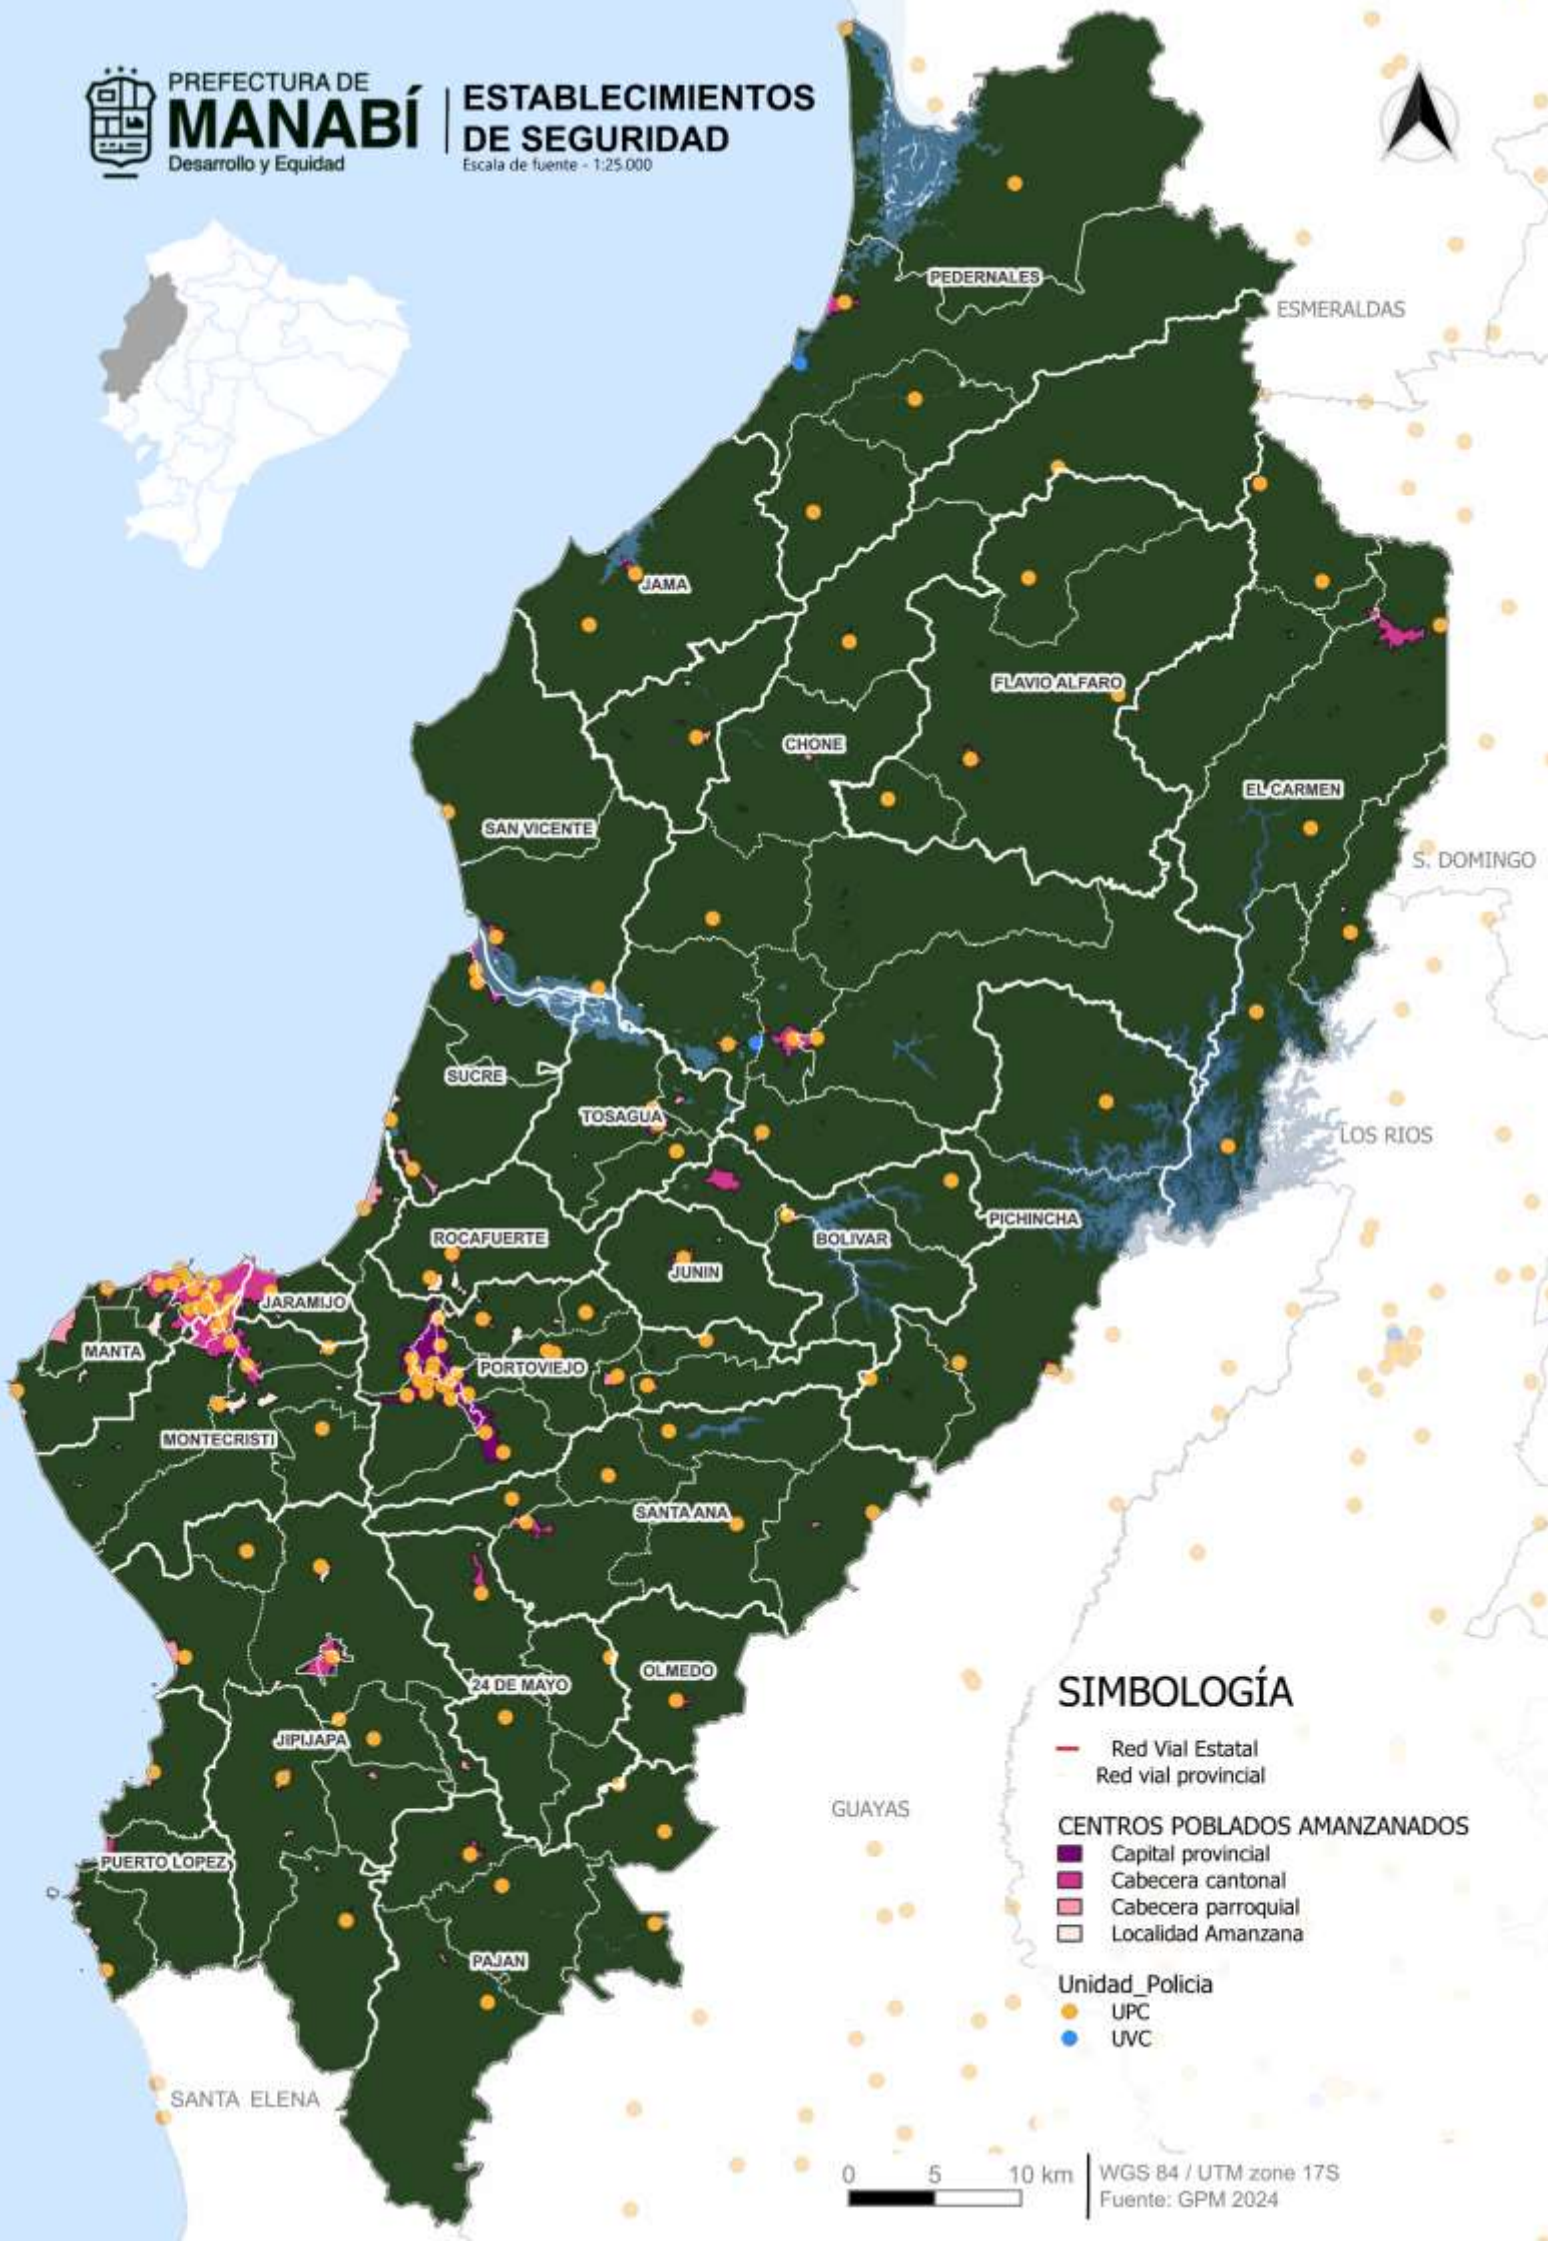 PREFECTURA DE
MANABÍ
Desarrollo y Equidad
ESTABLECIMIENTOS
DE SEGURIDAD
Escala de fuente - 1:25.000
PEDERNALES
ESMERALDAS
JAMA
FLAVIO ALFARO
CHONE
EL CARMEN
SAN VICENTE
S. DOMINGO
SUCRE
TOSAGUA
LOS RIOS
PICHINCHA
ROCAFUERTE
BOLIVAR
JUNIN
JARAMIJO
MANTA
PORTOVIEJO
MONTECRISTI
SANTA ANA
OLMEDO
24 DE MAYO
JIPIJAPA
GUAYAS
PUERTO LOPEZ
PAJAN
SANTA ELENA
SIMBOLOGÍA
Red Vial Estatal
Red vial provincial
CENTROS POBLADOS AMANZANADOS
Capital provincial
Cabecera cantonal
Cabecera parroquial
Localidad Amanzana
Unidad_Policia
UPC
UVC
0 5 10 km
WGS 84 / UTM zone 17S
Fuente: GPM 2024